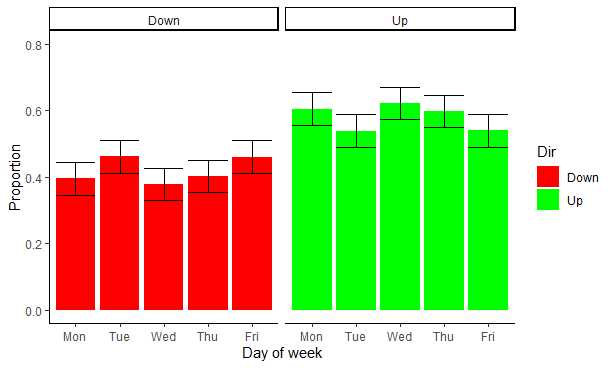 Down Up
0.8
0.6
0.4
0.2
0.0
Proportion
Mon Tue Wed Thu Fri Mon Tue Wed Thu Fri
Day of week
Dir
Down
Up